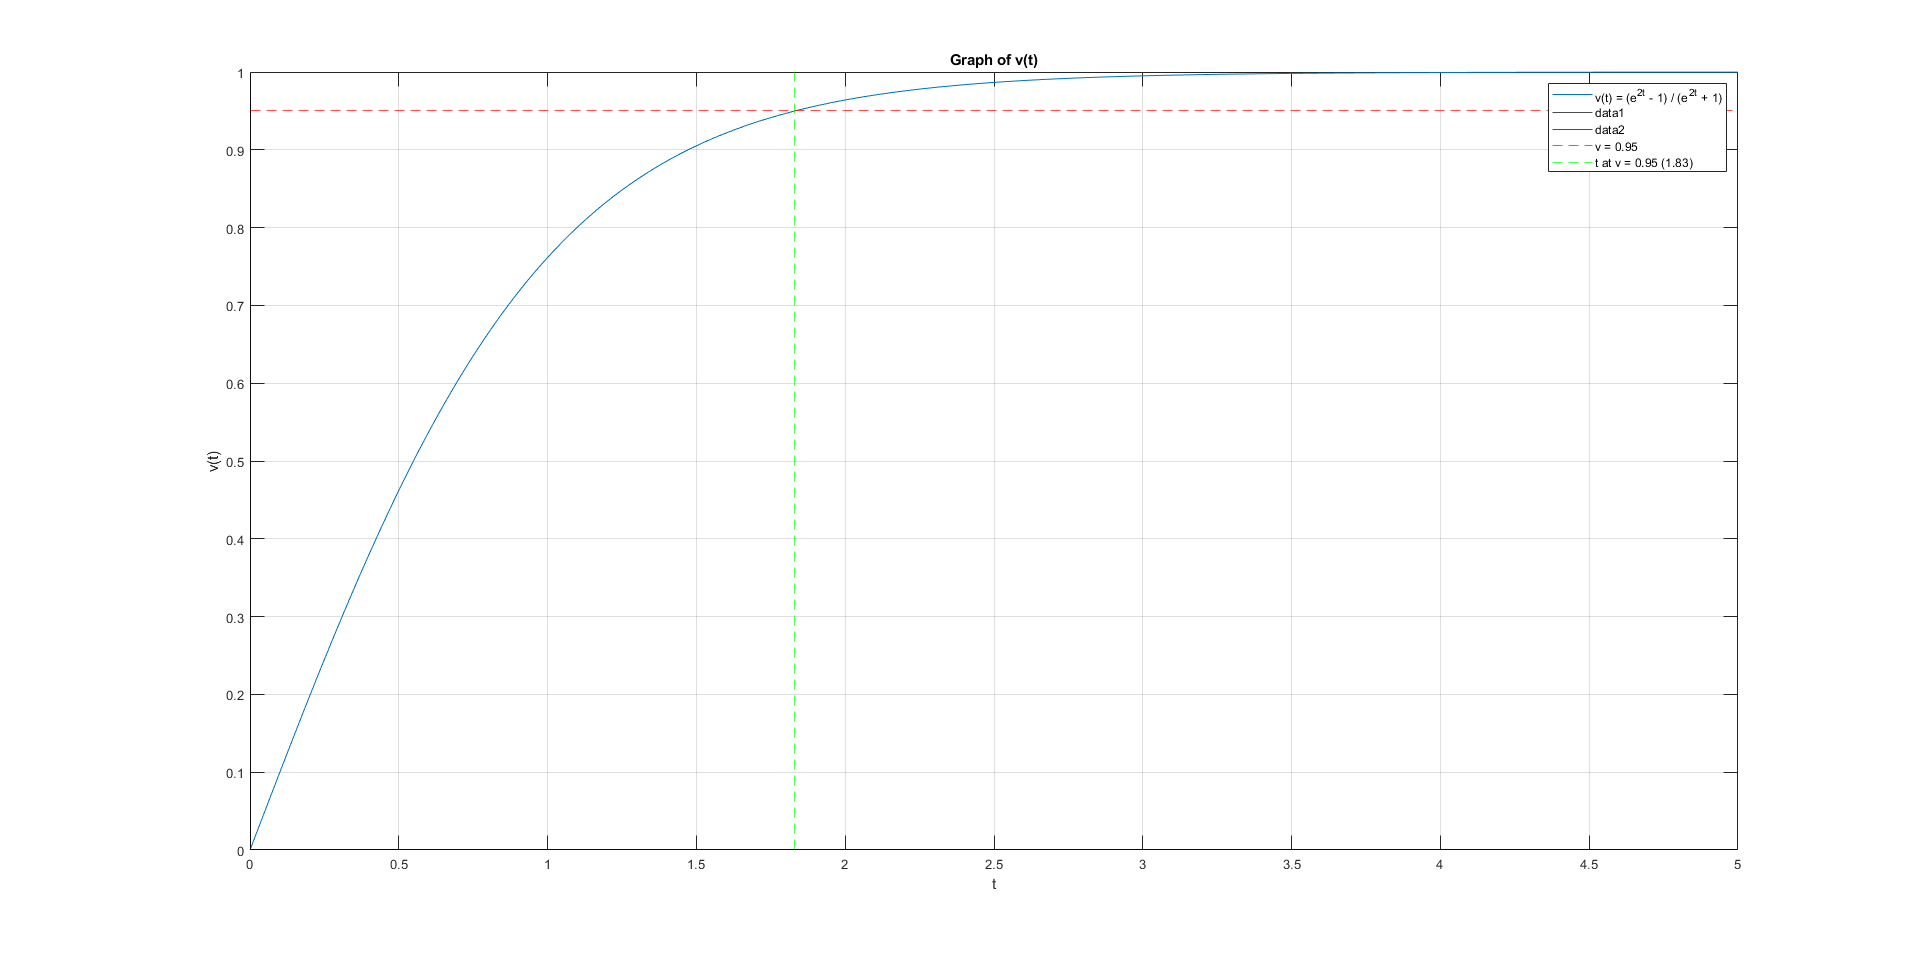 Graph of v(t)
1
0.9
0.8
0.7
0.6
0.5
0.4
0.3
0.2
0.1
0
v(t)
v(t) = (e^2t - 1) / (e^2t + 1)
data1
data2
v = 0.95
t at v = 0.95 (1.83)
0 0.5 1 1.5 2 2.5 3 3.5 4 4.5 5
t